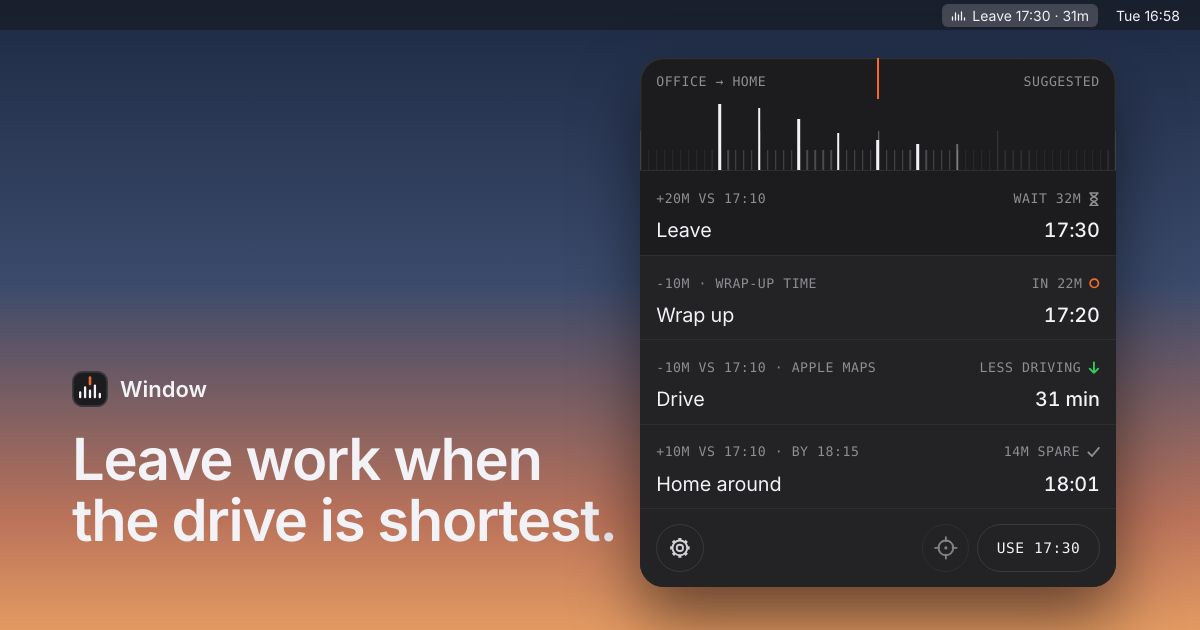 Leave 17:30 · 31m
Tue 16:58
OFFICE → HOME
SUGGESTED
+20M VS 17:10
WAIT 32M
Leave
17:30
-10M · WRAP-UP TIME
IN 22M
Wrap up
17:20
-10M VS 17:10 · APPLE MAPS
LESS DRIVING
Drive
31 min
+10M VS 17:10 · BY 18:15
14M SPARE
Home around
18:01
USE 17:30
Window
Leave work when
the drive is shortest.